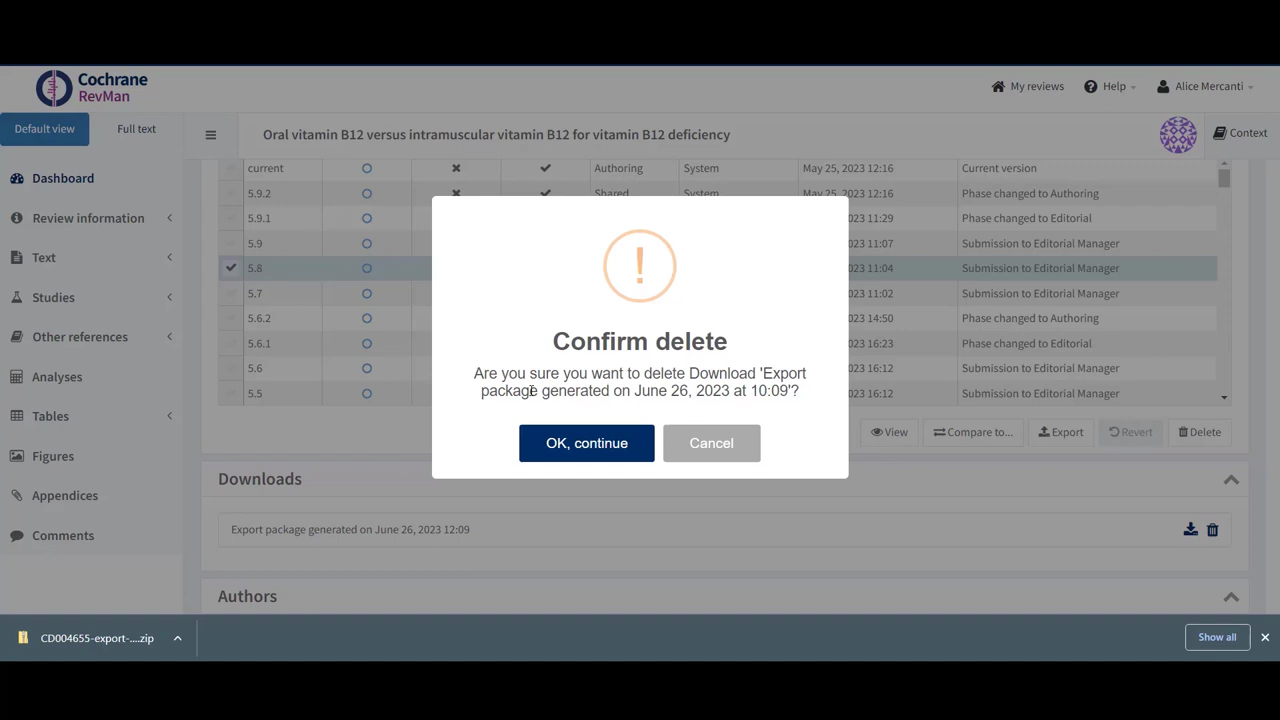 Cochrane
RevMan
My reviews
Help
Alice Mercanti
Default view
Full text
Oral vitamin B12 versus intramuscular vitamin B12 for vitamin B12 deficiency
Context
Dashboard
Review information
Text
Studies
Other references
Analyses
Tables
Figures
Appendices
Comments
current Authoring System May 25, 2023 12:16 Current version
5.9.2 Shared System May 25, 2023 12:16 Phase changed to Authoring
5.9.1 2023 11:29 Phase changed to Editorial
5.9 2023 11:07 Submission to Editorial Manager
5.8 2023 11:04 Submission to Editorial Manager
5.7 2023 11:02 Submission to Editorial Manager
5.6.2 2023 14:50 Phase changed to Authoring
5.6.1 2023 16:23 Phase changed to Editorial
5.6 2023 16:12 Submission to Editorial Manager
5.5 2023 16:12 Submission to Editorial Manager
!
Confirm delete
Are you sure you want to delete Download 'Export
package generated on June 26, 2023 at 10:09'?
OK, continue
Cancel
View
Compare to...
Export
Revert
Delete
Downloads
Export package generated on June 26, 2023 12:09
Authors
CD004655-export-....zip
Show all